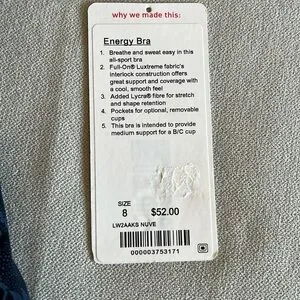 why we made this:
Energy Bra
1. Breathe and sweat easy in this
all-sport bra
2. Full-On® Luxtreme fabric's
interlock construction offers
great support and coverage with
a cool, smooth feel
3. Added Lycra® fibre for stretch
and shape retention
4. Pockets for optional, removable
cups
5. This bra is intended to provide
medium support for a B/C cup
SIZE
8 $52.00
LW2AAKS NUVE
000003753171